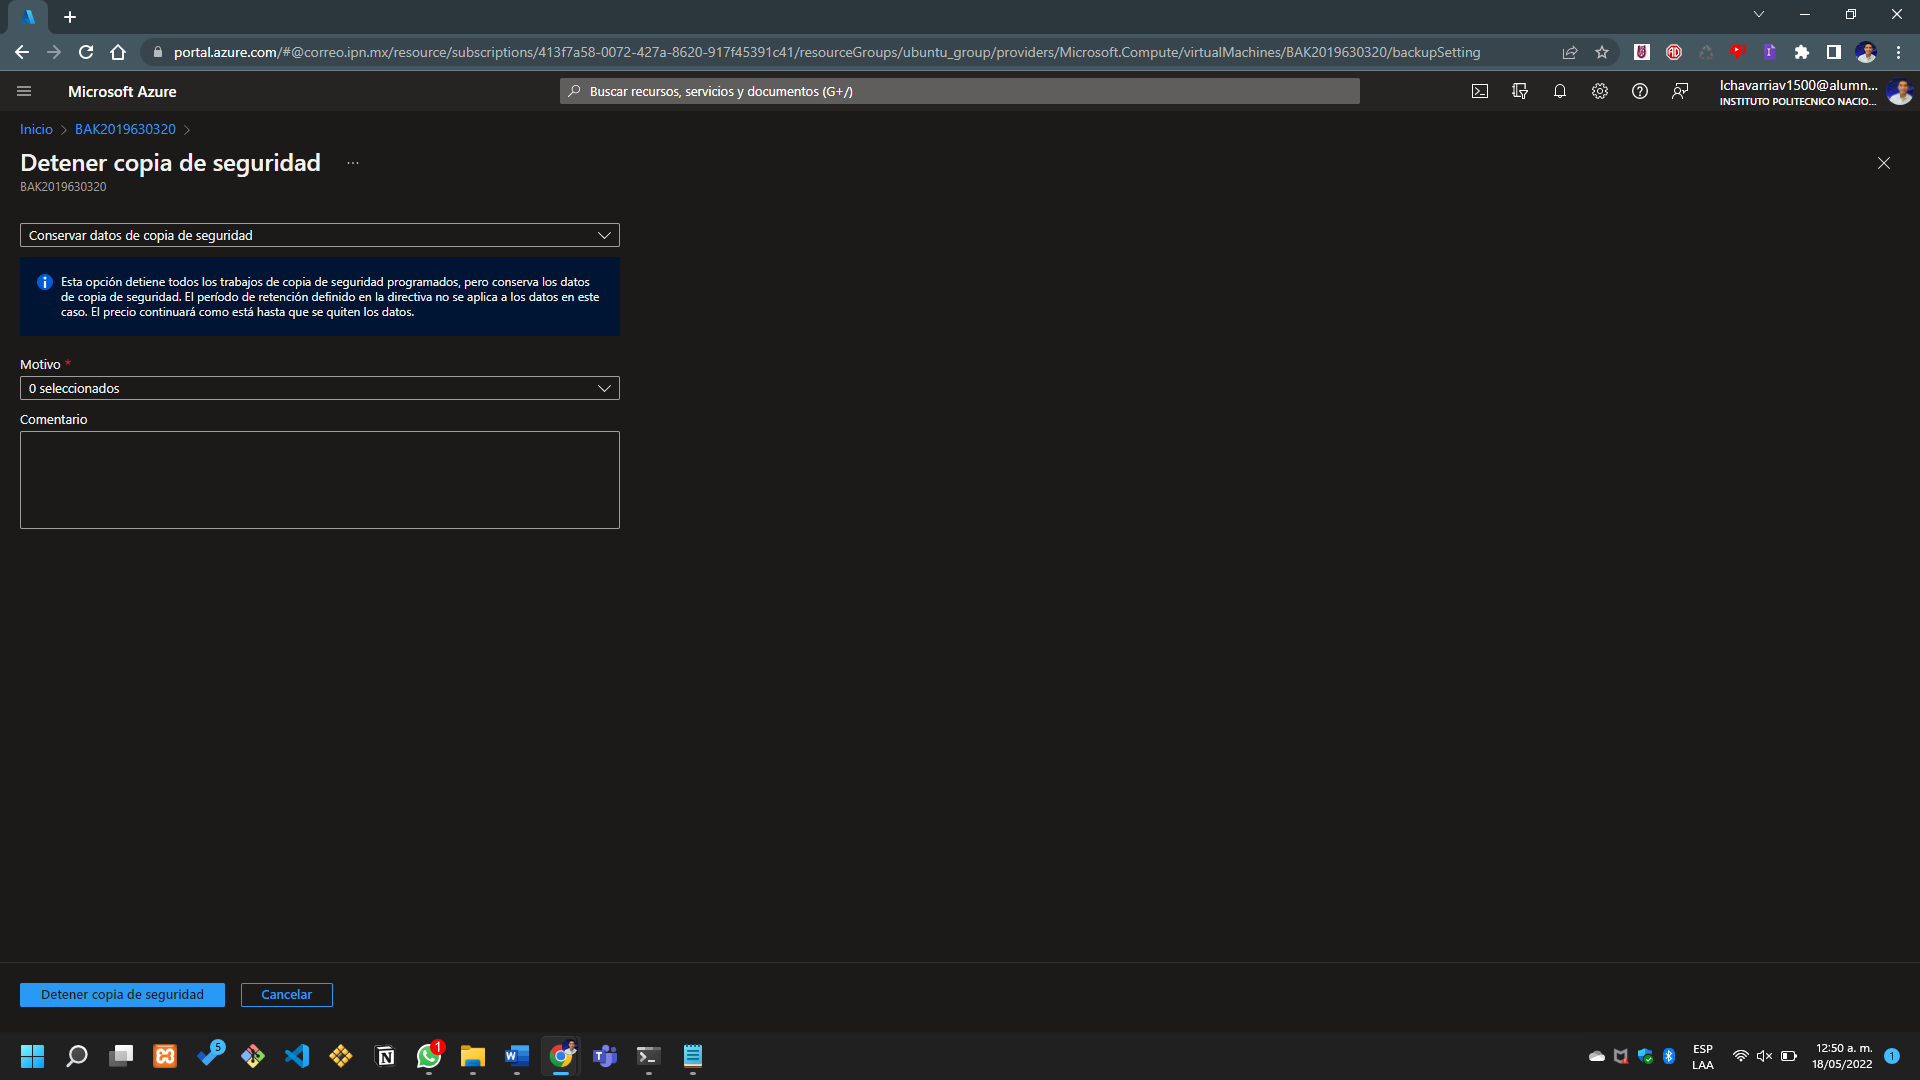 portal.azure.com/#@correo.ipn.mx/resource/subscriptions/413f7a58-0072-427a-8620-917f45391c41/resourceGroups/ubuntu_group/providers/Microsoft.Compute/virtualMachines/BAK2019630320/backupSetting
Microsoft Azure
Buscar recursos, servicios y documentos (G+/)
lchavarriav1500@alumn...
INSTITUTO POLITECNICO NACIO...
Inicio > BAK2019630320 >
Detener copia de seguridad ...
BAK2019630320
Conservar datos de copia de seguridad
Esta opción detiene todos los trabajos de copia de seguridad programados, pero conserva los datos
de copia de seguridad. El período de retención definido en la directiva no se aplica a los datos en este
caso. El precio continuará como está hasta que se quiten los datos.
Motivo *
0 seleccionados
Comentario
Detener copia de seguridad
Cancelar
5
1
ESP
LAA
12:50 a. m.
18/05/2022
1